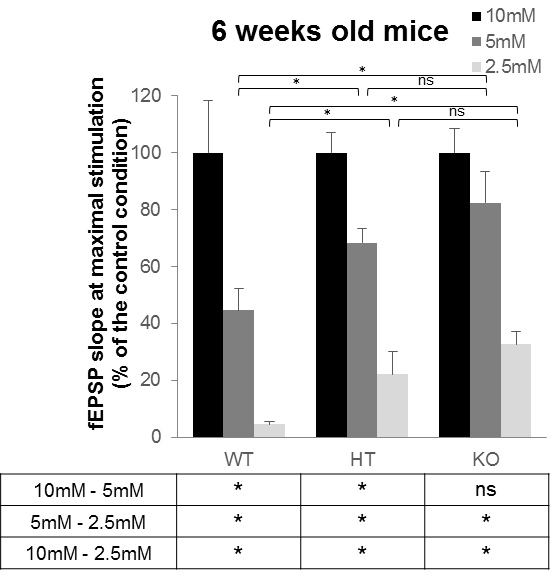 6 weeks old mice
10mM
5mM
2.5mM
fEPSP slope at maximal stimulation
(% of the control condition)
120
100
80
60
40
20
0
*
* ns
*
* ns
WT HT KO
10mM - 5mM * * ns
5mM - 2.5mM * * *
10mM - 2.5mM * * *